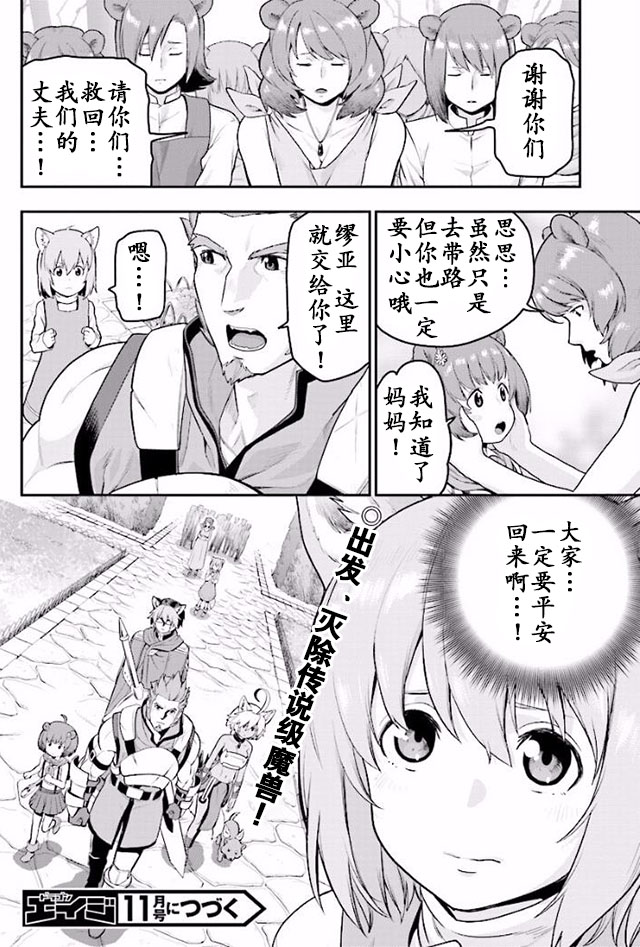 谢谢你们
请你们…
救回…
我们的
丈夫…！
思思…
虽然只是
去带路
但你也一定
要小心哦
我知道了
妈妈！
缪亚 这里
就交给你了！
嗯…！
大家…
一定要平安
回来啊…！
◎出发、灭除传说级魔兽！
ドラゴン
エイジ
11月号につづく